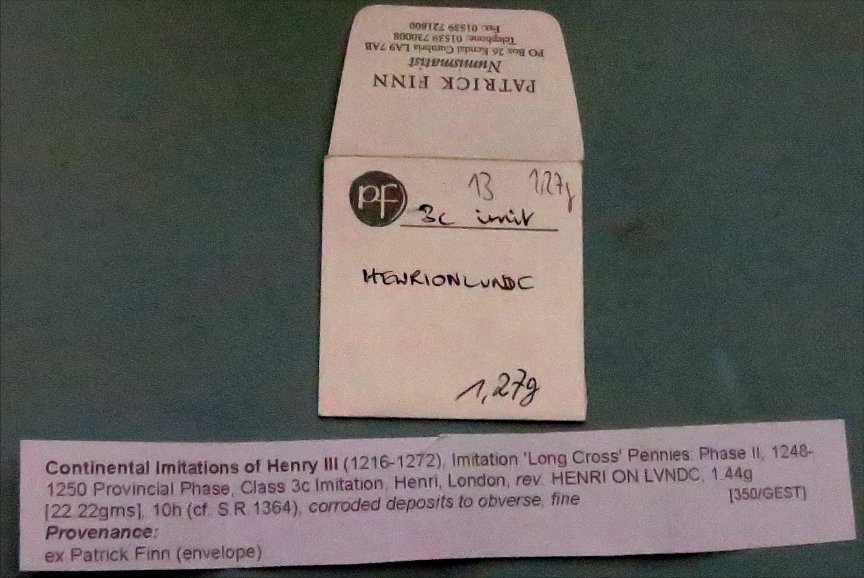 PATRICK FINN
Numismatist
PO Box 26 Kendal Cumbria LA9 7AB
Telephone: 01539 730008
Fax: 01539 721800
pf
13 1,27g
3c imit
HENRIONLUNDC
1,27g
Continental Imitations of Henry III (1216-1272), Imitation 'Long Cross' Pennies: Phase II, 1248-
1250 Provincial Phase, Class 3c Imitation, Henri, London, rev. HENRI ON LVNDC, 1.44g
[22.22gms], 10h (cf. S.R.1364), corroded deposits to obverse, fine [350/GEST]
Provenance:
ex Patrick Finn (envelope)